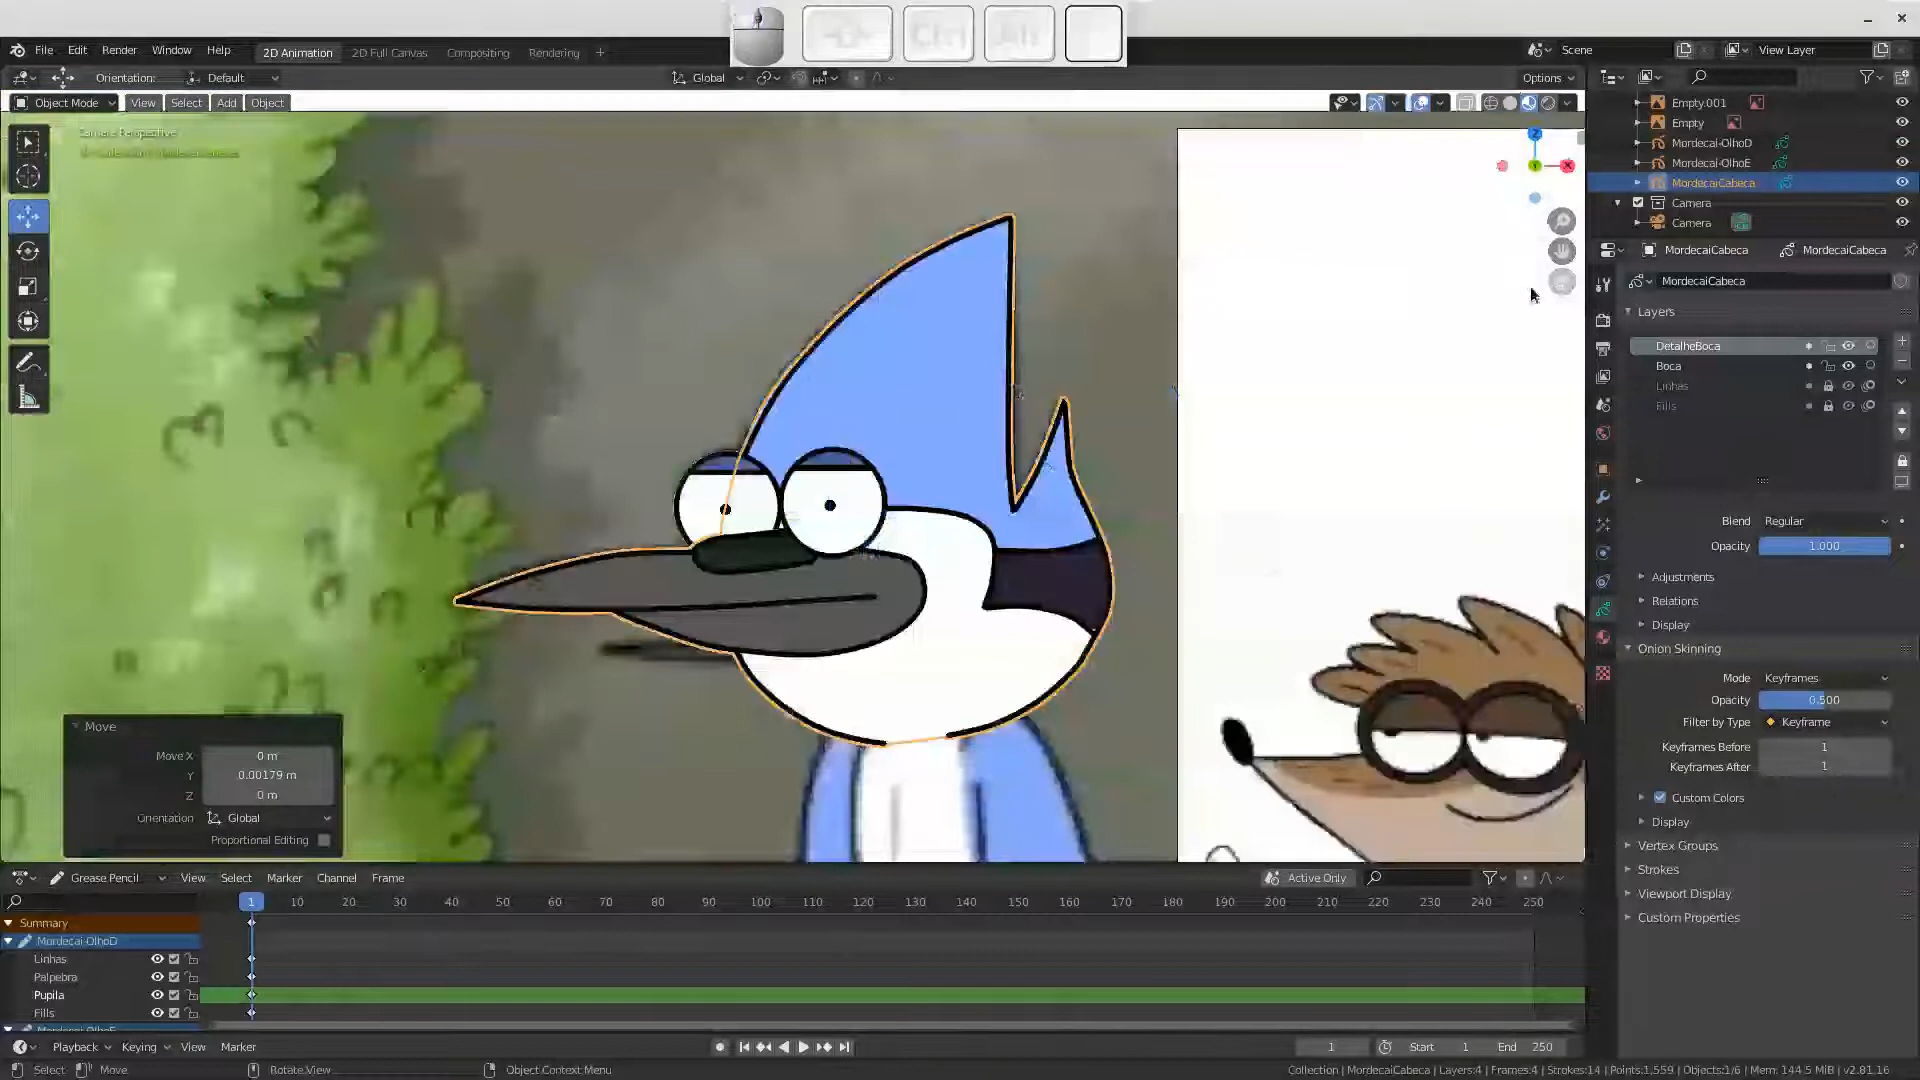 Ctrl Alt
File Edit Render Window Help 2D Animation 2D Full Canvas Compositing Rendering + Scene View Layer
Orientation: Default Global Options
Object Mode View Select Add Object
Camera Perspective
Empty.001
Empty
Mordecai-OlhoD
Mordecai-OlhoE
MordecaiCabeca
Camera
Camera
MordecaiCabeca MordecaiCabeca
MordecaiCabeca
Layers
DetalheBoca
Boca
Linhas
Fills
Blend Regular
Opacity 1.000
Adjustments
Relations
Display
Onion Skinning
Mode Keyframes
Opacity 0.500
Filter by Type Keyframe
Keyframes Before 1
Keyframes After 1
Custom Colors
Display
Vertex Groups
Strokes
Viewport Display
Custom Properties
Z
Y
X
Move
Move X 0 m
Y 0.00179 m
Z 0 m
Orientation Global
Proportional Editing
Grease Pencil View Select Marker Channel Frame Active Only
1 10 20 30 40 50 60 70 80 90 100 110 120 130 140 150 160 170 180 190 200 210 220 230 240 250
Summary
Mordecai-OlhoD
Linhas
Palpebra
Pupila
Fills
Mordecai-OlhoE
Playback Keying View Marker 1 Start 1 End 250
Select Move Rotate View Object Context Menu Collection | MordecaiCabeca | Layers:4 | Frames:4 | Strokes:14 | Points:1,559 | Objects:1/6 | Mem: 144.5 MiB | v2.81.16